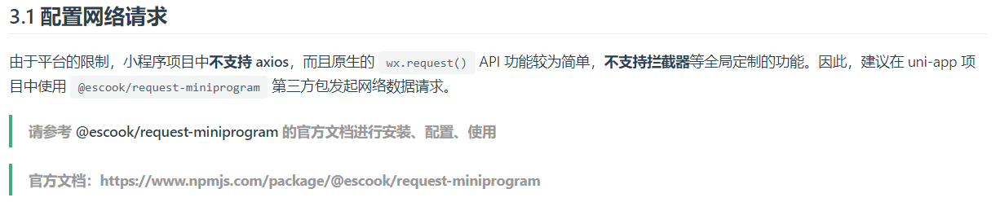 3.1 配置网络请求
由于平台的限制，小程序项目中不支持 axios，而且原生的 wx.request() API 功能较为简单，不支持拦截器等全局定制的功能。因此，建议在 uni-app 项
目中使用 @escook/request-miniprogram 第三方包发起网络数据请求。
请参考 @escook/request-miniprogram 的官方文档进行安装、配置、使用
官方文档：https://www.npmjs.com/package/@escook/request-miniprogram